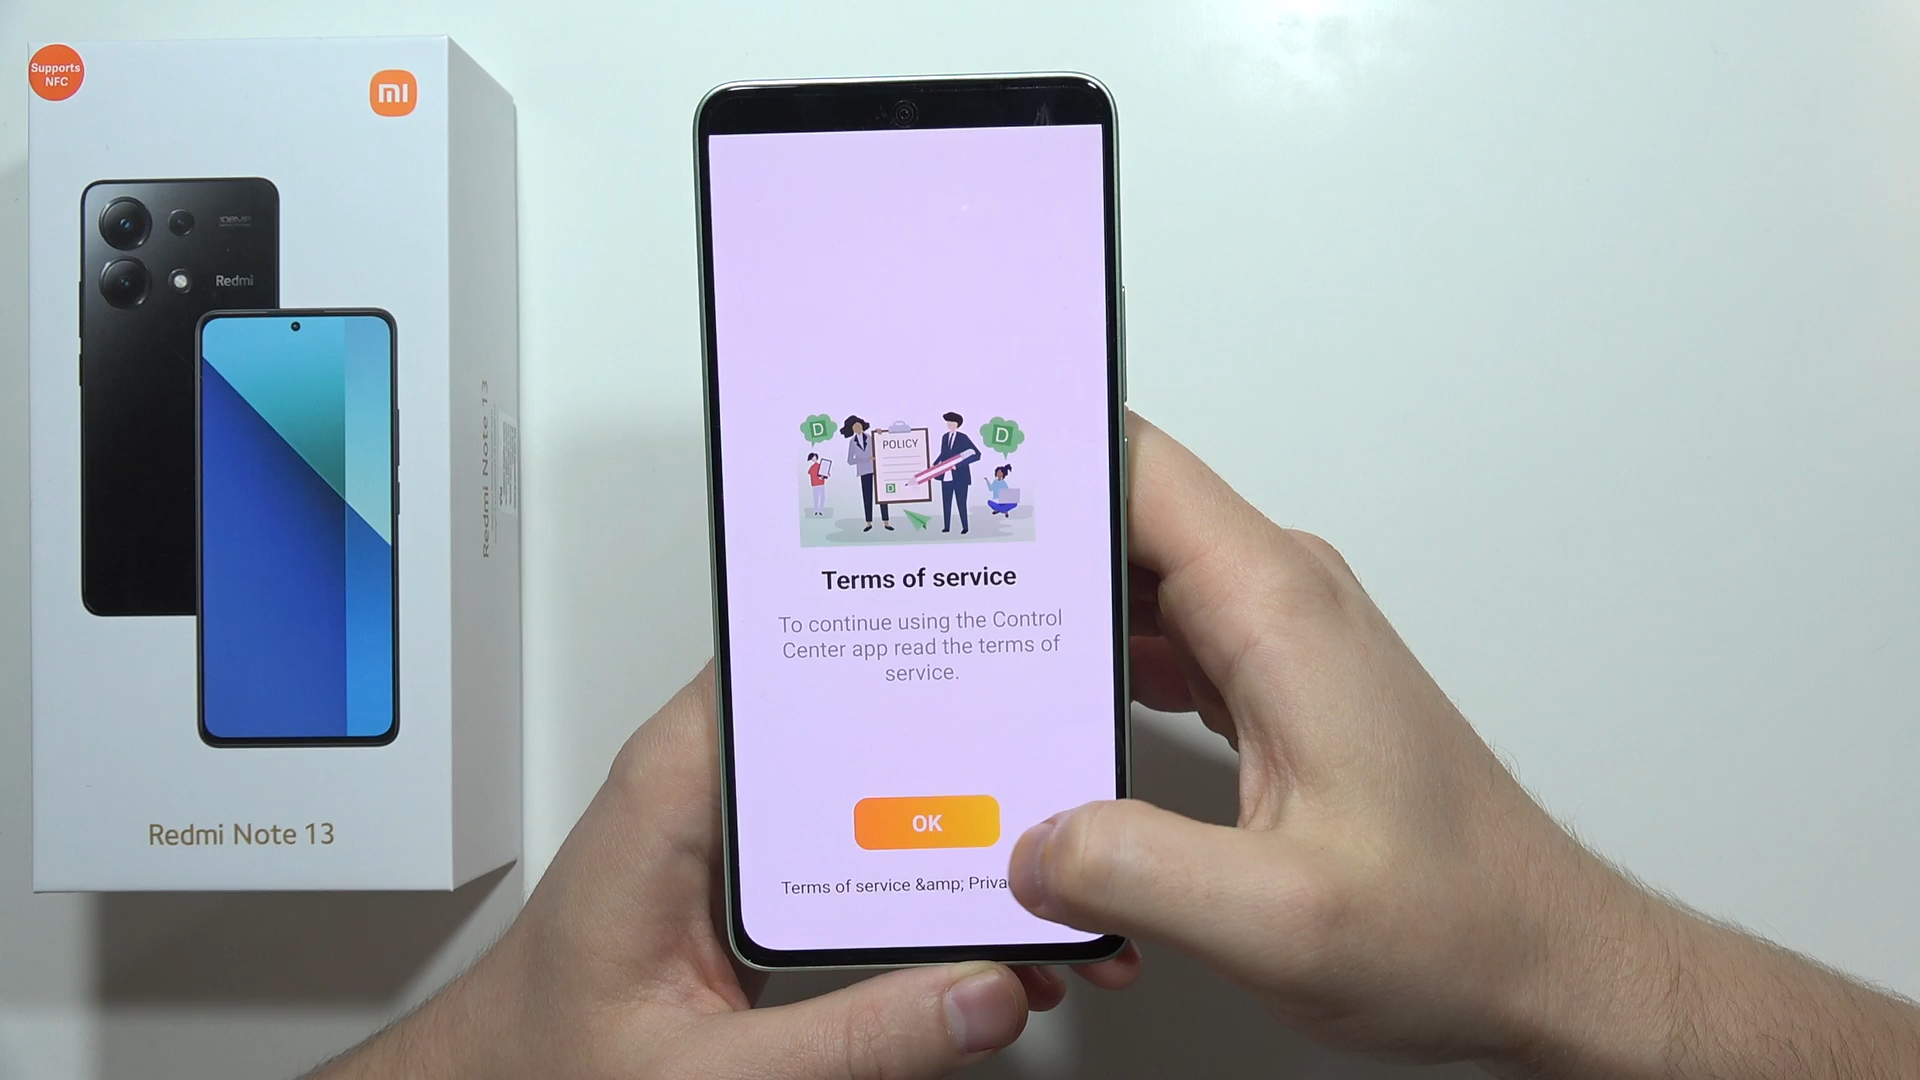 Supports
NFC
mi
108MP
Redmi
Redmi Note 13
Redmi Note 13
D
POLICY
D
D
Terms of service
To continue using the Control
Center app read the terms of
service.
OK
Terms of service &amp; Priva